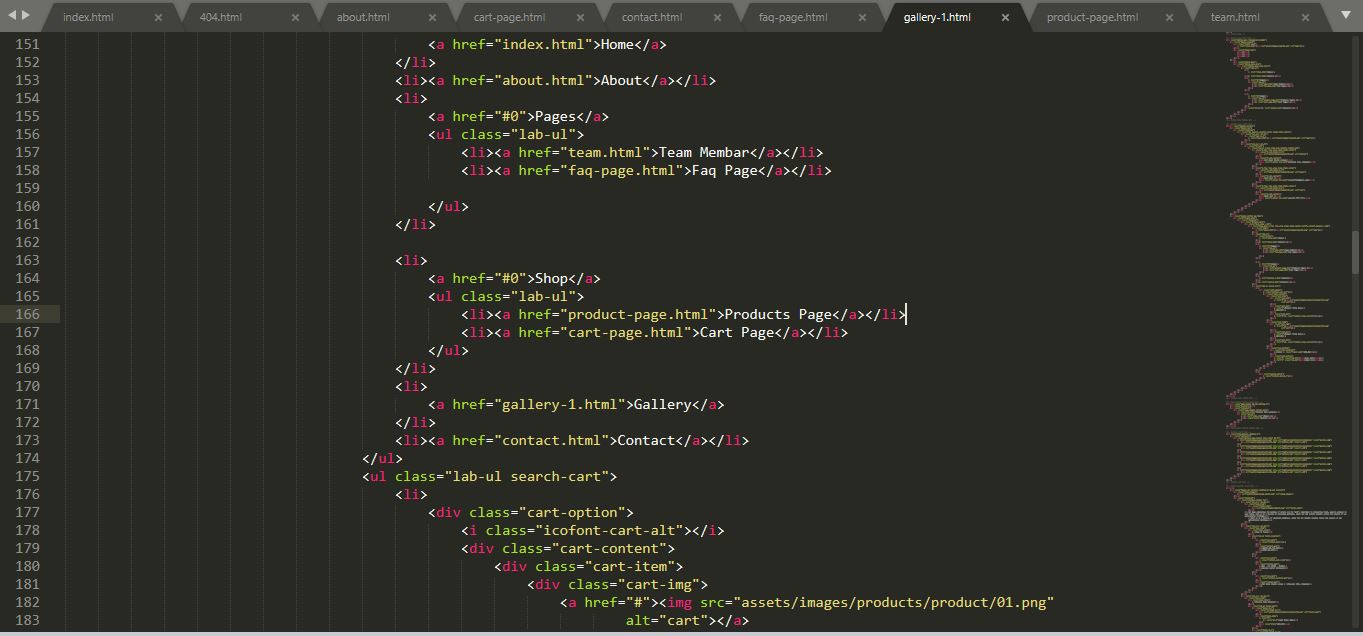 index.html × 404.html × about.html × cart-page.html × contact.html × faq-page.html × gallery-1.html × product-page.html × team.html ×
151 <a href="index.html">Home</a>
152 </li>
153 <li><a href="about.html">About</a></li>
154 <li>
155 <a href="#0">Pages</a>
156 <ul class="lab-ul">
157 <li><a href="team.html">Team Membar</a></li>
158 <li><a href="faq-page.html">Faq Page</a></li>
159
160 </ul>
161 </li>
162
163 <li>
164 <a href="#0">Shop</a>
165 <ul class="lab-ul">
166 <li><a href="product-page.html">Products Page</a></li>
167 <li><a href="cart-page.html">Cart Page</a></li>
168 </ul>
169 </li>
170 <li>
171 <a href="gallery-1.html">Gallery</a>
172 </li>
173 <li><a href="contact.html">Contact</a></li>
174 </ul>
175 <ul class="lab-ul search-cart">
176 <li>
177 <div class="cart-option">
178 <i class="icofont-cart-alt"></i>
179 <div class="cart-content">
180 <div class="cart-item">
181 <div class="cart-img">
182 <a href="#"><img src="assets/images/products/product/01.png"
183 alt="cart"></a>